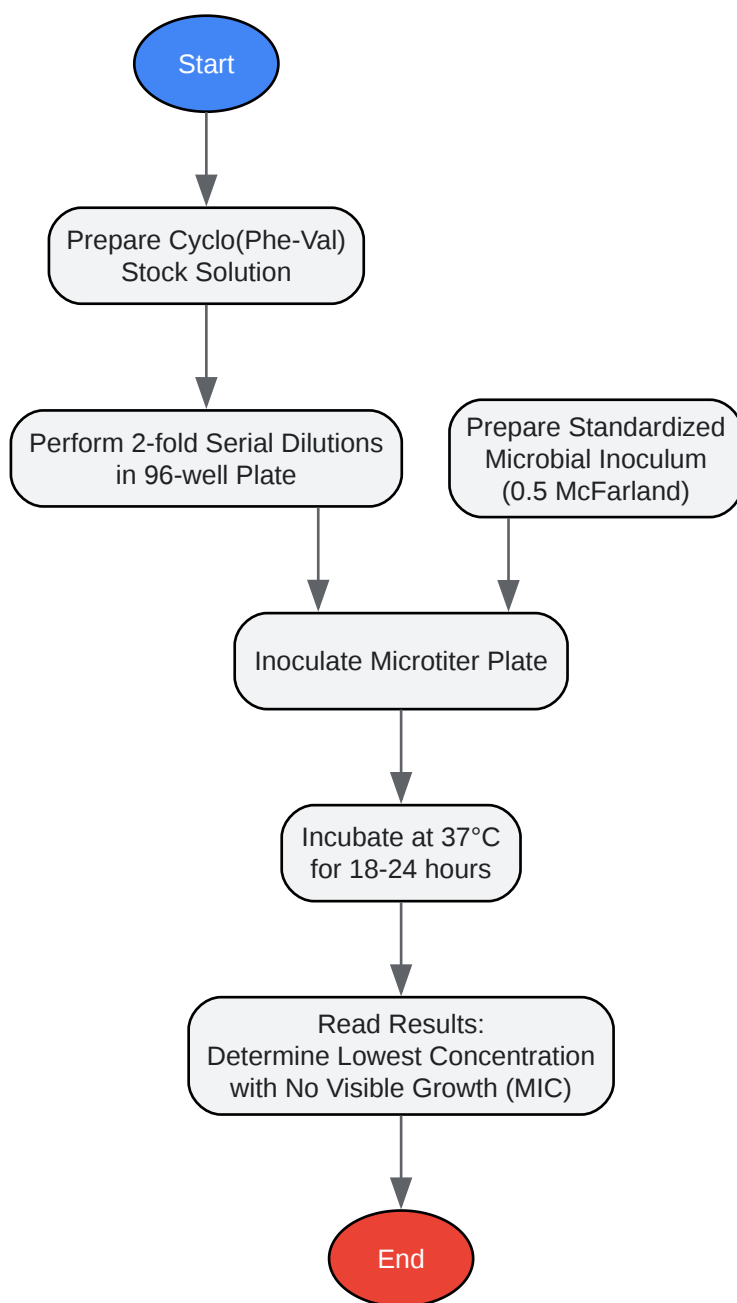 Start
Prepare Cyclo(Phe-Val)
Stock Solution
Perform 2-fold Serial Dilutions
in 96-well Plate
Prepare Standardized
Microbial Inoculum
(0.5 McFarland)
Inoculate Microtiter Plate
Incubate at 37°C
for 18-24 hours
Read Results:
Determine Lowest Concentration
with No Visible Growth (MIC)
End